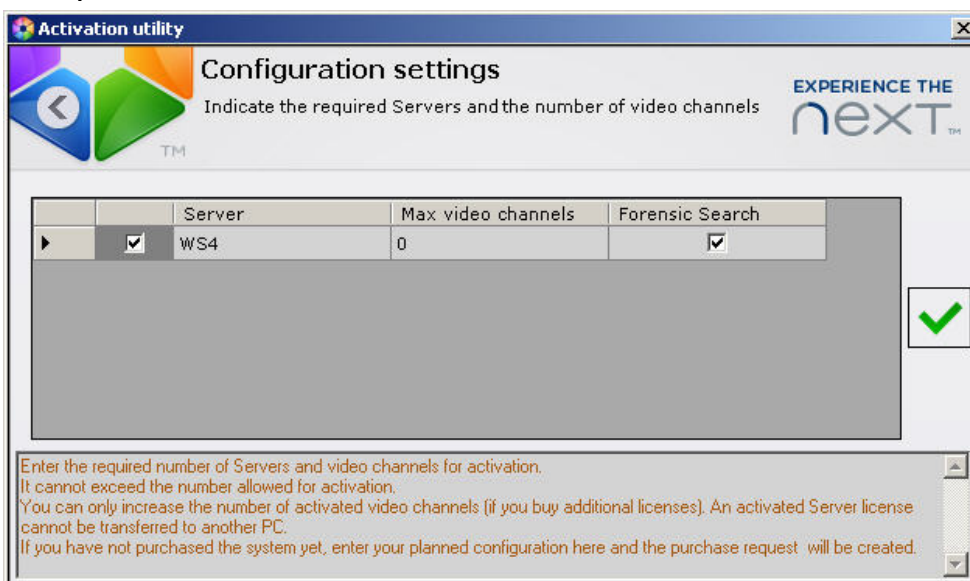 Activation utility
Configuration settings
Indicate the required Servers and the number of video channels
EXPERIENCE THE
nexT™
TM
Server Max video channels Forensic Search
WS4 0
Enter the required number of Servers and video channels for activation.
It cannot exceed the number allowed for activation.
You can only increase the number of activated video channels (if you buy additional licenses). An activated Server license
cannot be transferred to another PC.
If you have not purchased the system yet, enter your planned configuration here and the purchase request will be created.